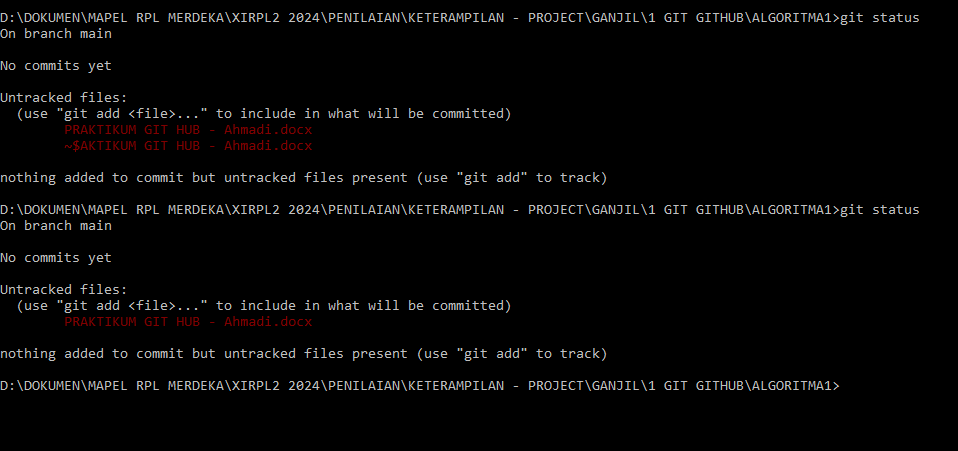 D:\DOKUMEN\MAPEL RPL MERDEKA\XIRPL2 2024\PENILAIAN\KETERAMPILAN - PROJECT\GANJIL\1 GIT GITHUB\ALGORITMA1>git status
On branch main
No commits yet
Untracked files:
  (use "git add <file>..." to include in what will be committed)
        PRAKTIKUM GIT HUB - Ahmadi.docx
        ~$AKTIKUM GIT HUB - Ahmadi.docx
nothing added to commit but untracked files present (use "git add" to track)
D:\DOKUMEN\MAPEL RPL MERDEKA\XIRPL2 2024\PENILAIAN\KETERAMPILAN - PROJECT\GANJIL\1 GIT GITHUB\ALGORITMA1>git status
On branch main
No commits yet
Untracked files:
  (use "git add <file>..." to include in what will be committed)
        PRAKTIKUM GIT HUB - Ahmadi.docx
nothing added to commit but untracked files present (use "git add" to track)
D:\DOKUMEN\MAPEL RPL MERDEKA\XIRPL2 2024\PENILAIAN\KETERAMPILAN - PROJECT\GANJIL\1 GIT GITHUB\ALGORITMA1>